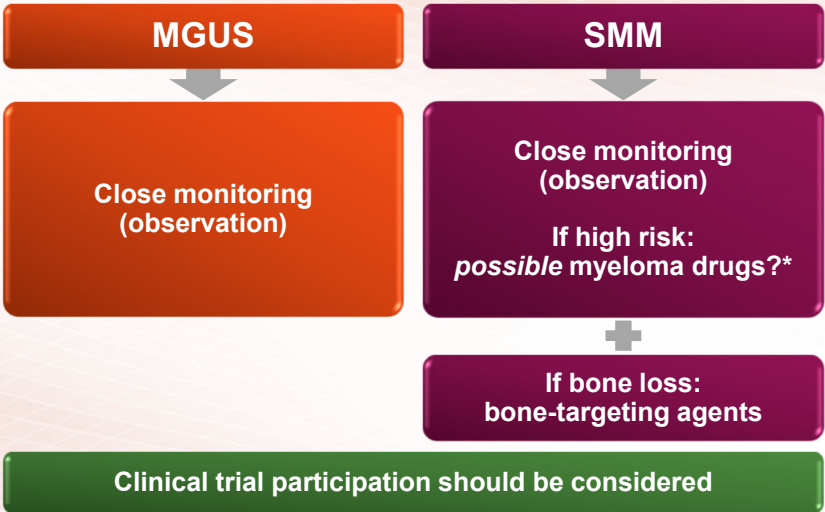 MGUS
SMM
Close monitoring
(observation)
Close monitoring
(observation)
If high risk:
possible myeloma drugs?*
If bone loss:
bone-targeting agents
Clinical trial participation should be considered